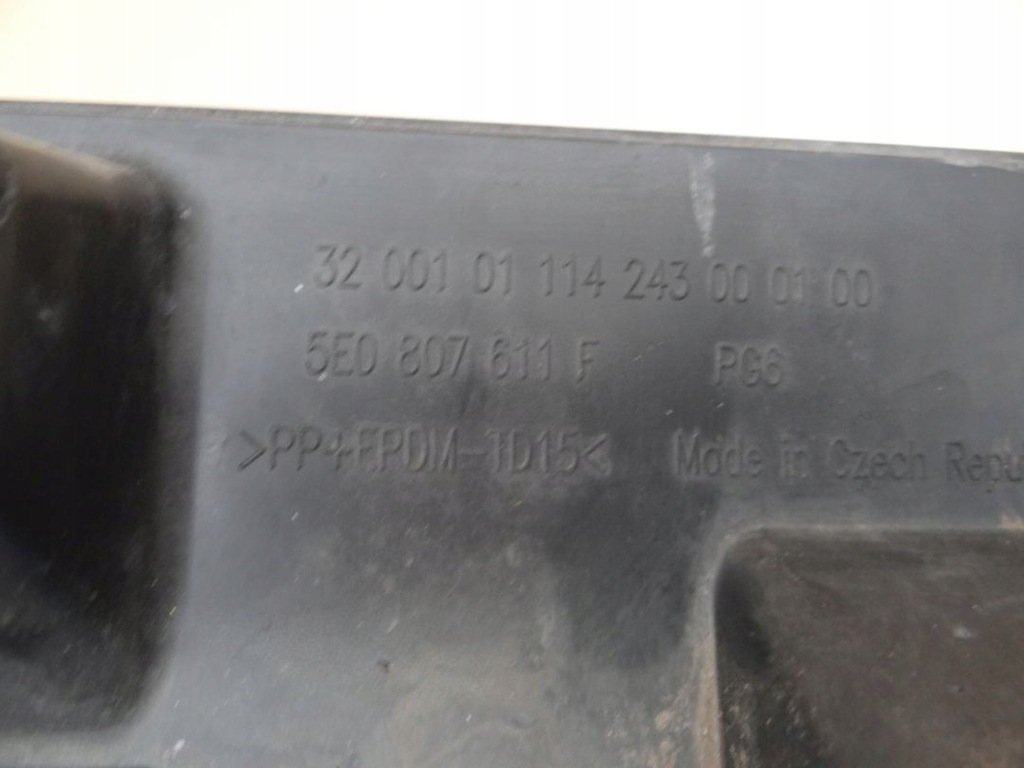 32 001 01 114 243 00 01 00
5E0 807 611 F PG6
>PP+EPDM-TD15<
Made in Czech Repu